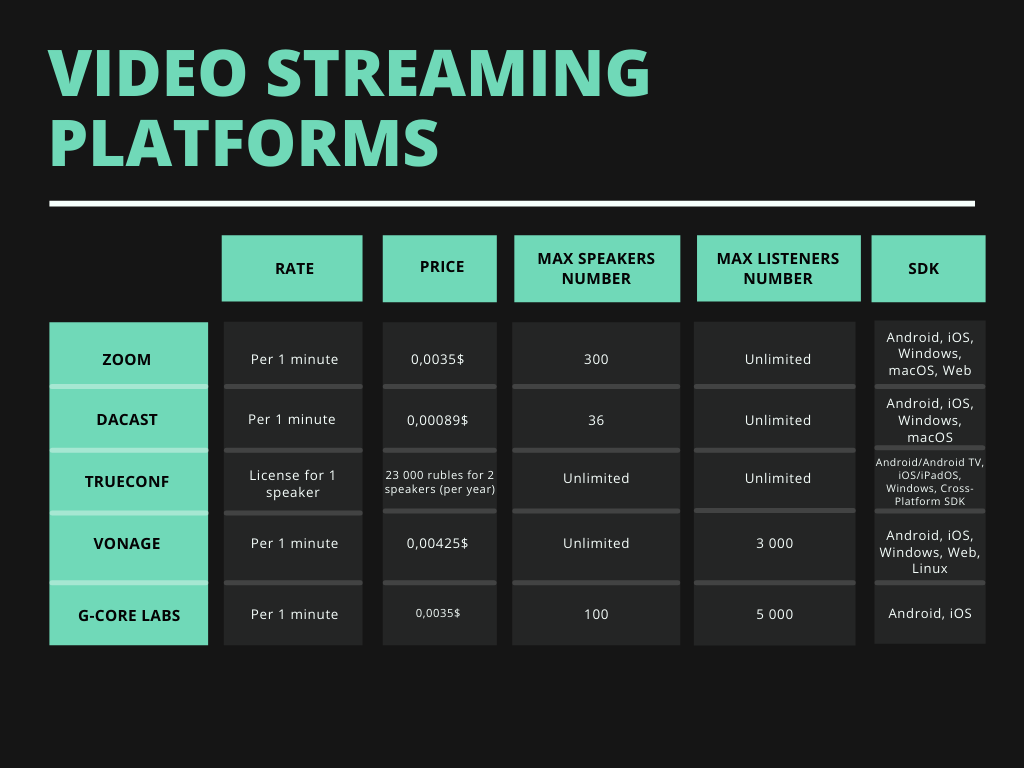 VIDEO STREAMING
PLATFORMS
RATE
PRICE
MAX SPEAKERS
NUMBER
MAX LISTENERS
NUMBER
SDK
ZOOM
Per 1 minute
0,0035$
300
Unlimited
Android, iOS,
Windows,
macOS, Web
DACAST
Per 1 minute
0,00089$
36
Unlimited
Android, iOS,
Windows,
macOS
TRUECONF
License for 1
speaker
23 000 rubles for 2
speakers (per year)
Unlimited
Unlimited
Android/Android TV,
iOS/iPadOS,
Windows, Cross-
Platform SDK
VONAGE
Per 1 minute
0,00425$
Unlimited
3 000
Android, iOS,
Windows, Web,
Linux
G-CORE LABS
Per 1 minute
0,0035$
100
5 000
Android, iOS